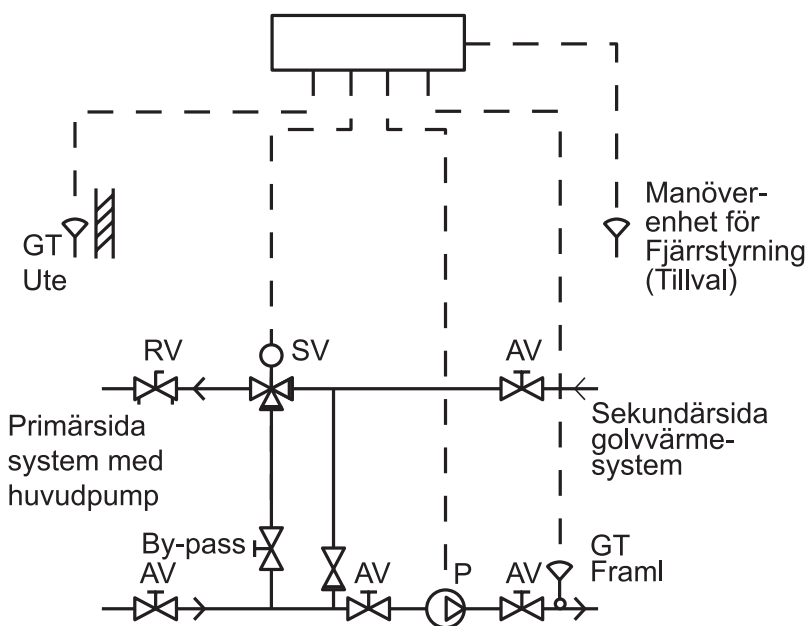 GT
Ute
Manöver-
enhet för
Fjärrstyrning
(Tillval)
RV
SV
AV
Primärsida
system med
huvudpump
Sekundärsida
golvvärme-
system
By-pass
AV
AV
P
AV
GT
Framl